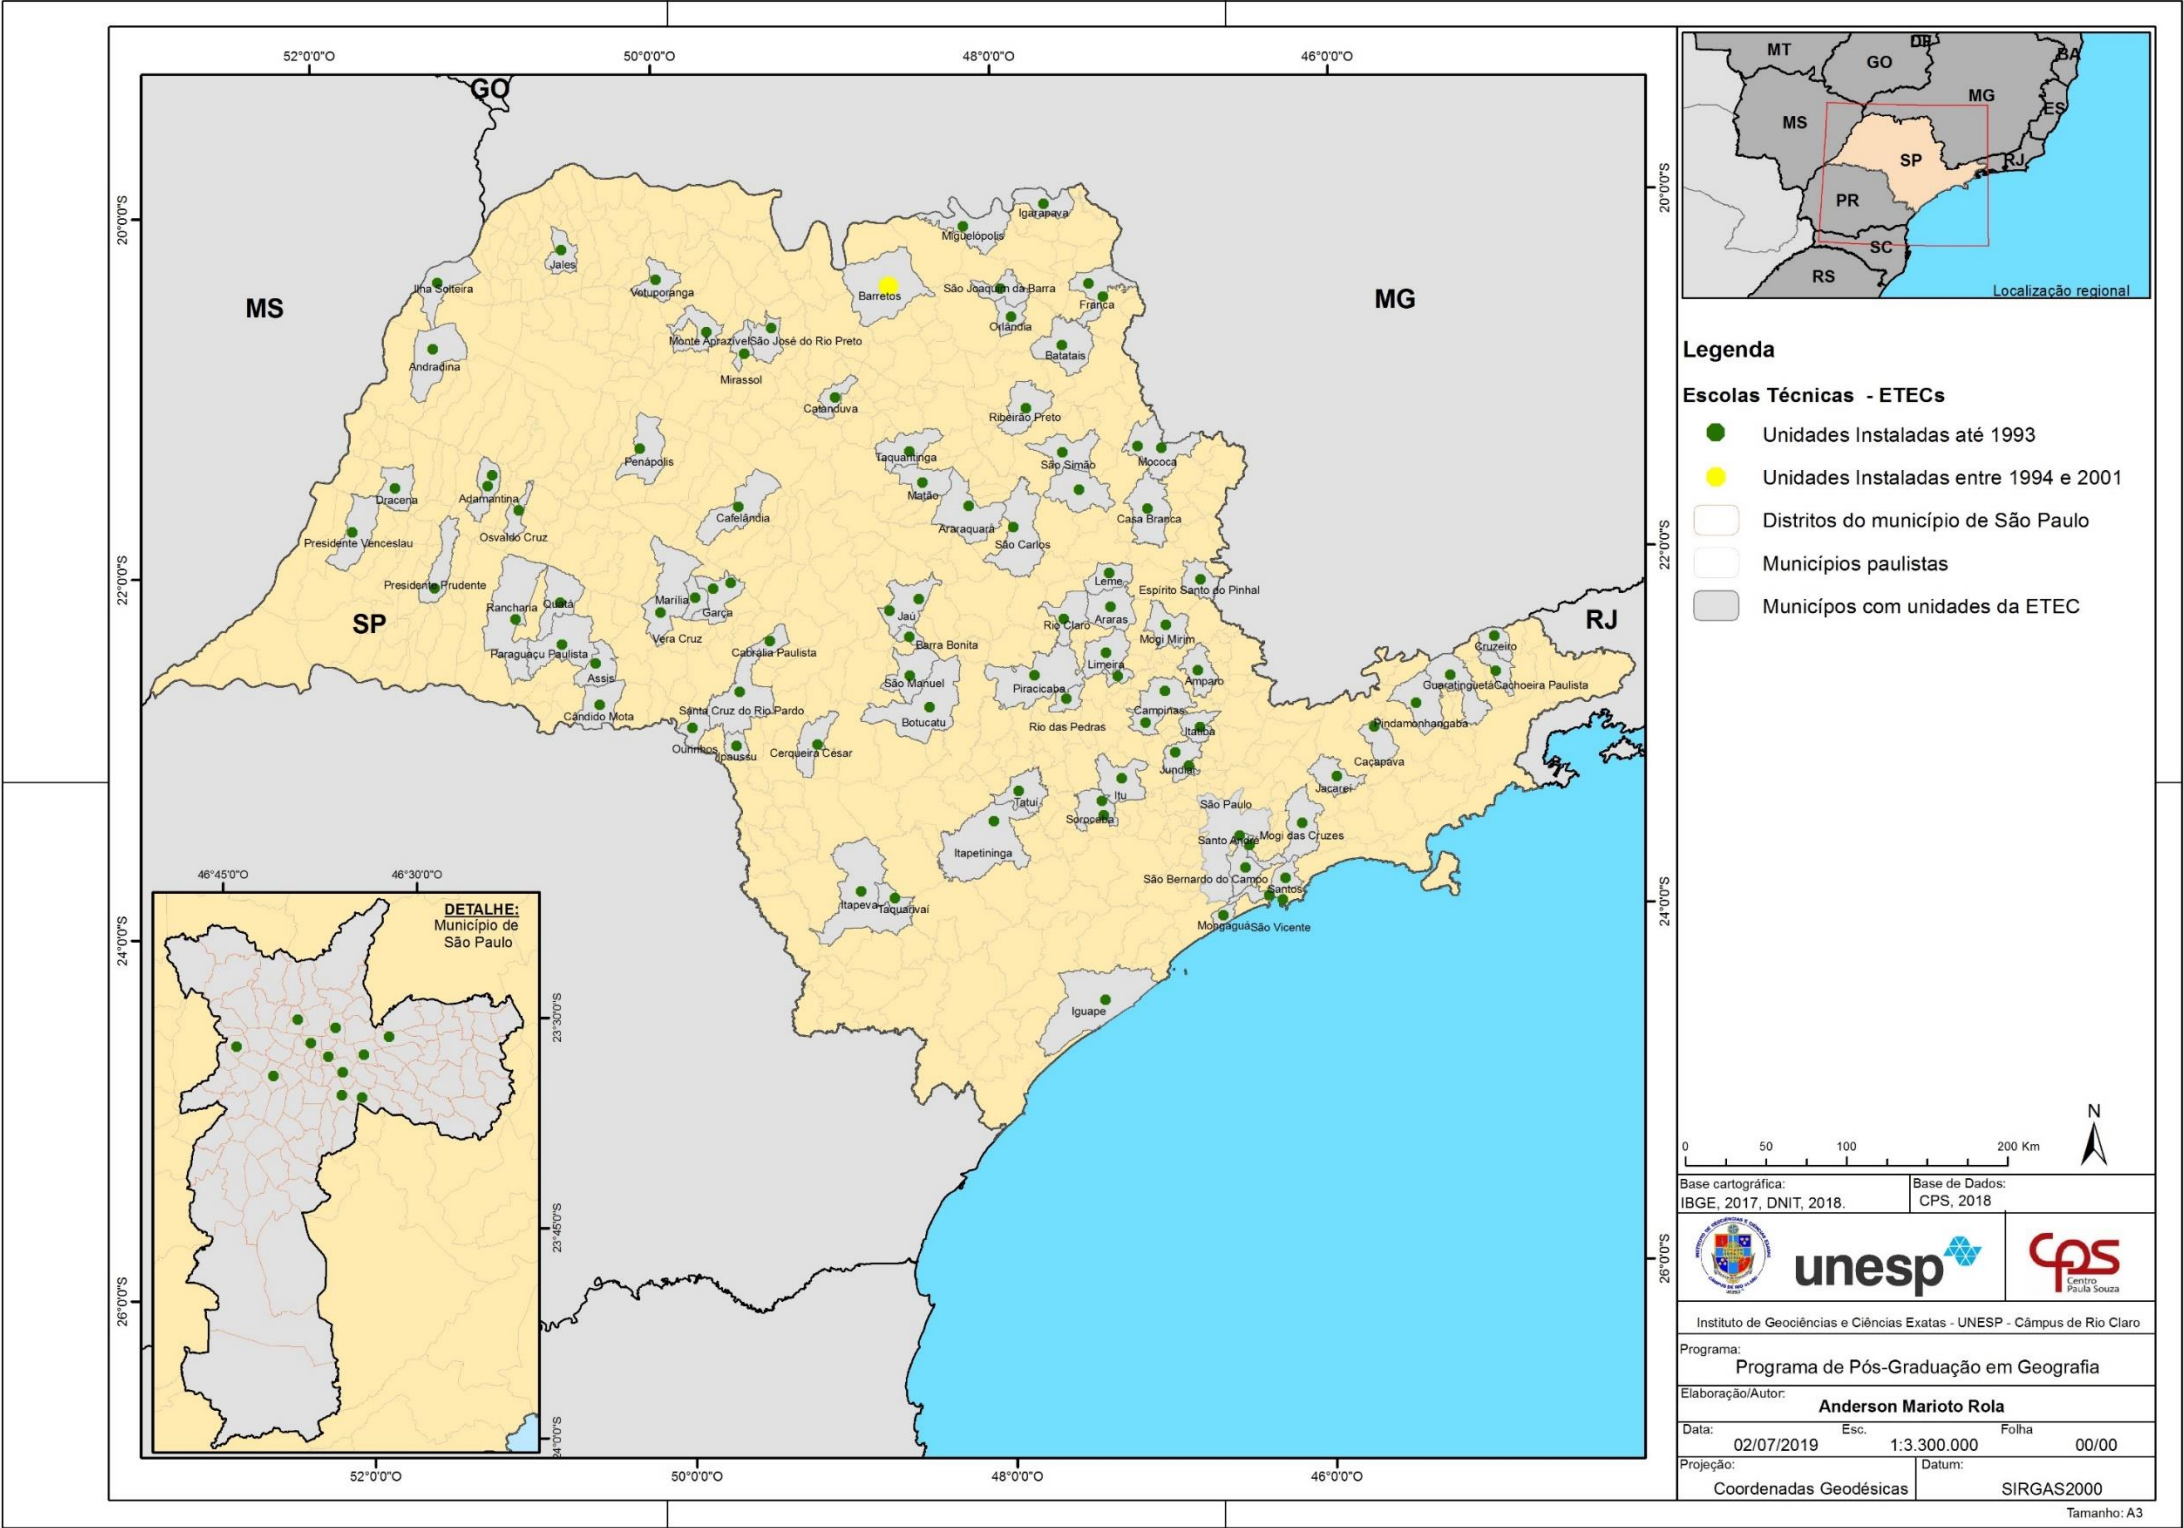 52°0'0"O
50°0'0"O
48°0'0"O
46°0'0"O
GO
MS
MG
SP
RJ
20°0'0"S
22°0'0"S
24°0'0"S
26°0'0"S
20°0'0"S
22°0'0"S
24°0'0"S
26°0'0"S
Igarapava
Miguelópolis
Jales
Ilha Solteira
Votuporanga
Barretos
São Joaquim da Barra
Franca
Orlândia
Monte Aprazível
São José do Rio Preto
Batatais
Andradina
Mirassol
Catanduva
Ribeirão Preto
Penápolis
Taquaritinga
São Simão
Mococa
Dracena
Adamantina
Matão
Cafelândia
Araraquara
Casa Branca
Osvaldo Cruz
Presidente Venceslau
São Carlos
Presidente Prudente
Leme
Espírito Santo do Pinhal
Rancharia
Quatá
Marília
Garça
Jaú
Araras
Rio Claro
Mogi Mirim
Vera Cruz
Barra Bonita
Cabrália Paulista
Paraguaçu Paulista
Cruzeiro
Limeira
Assis
São Manuel
Piracicaba
Amparo
Guaratinguetá
Cachoeira Paulista
Cândido Mota
Santa Cruz do Rio Pardo
Botucatu
Campinas
Rio das Pedras
Itatiba
Pindamonhangaba
Ourinhos
Ipaussu
Cerqueira César
Caçapava
Jundiaí
Jacareí
Tatuí
Itu
São Paulo
Sorocaba
Santo André
Mogi das Cruzes
Itapetininga
São Bernardo do Campo
Santos
Itapeva
Taquarivaí
Mongaguá
São Vicente
Iguape
46°45'0"O
46°30'0"O
DETALHE:
Município de
São Paulo
23°30'0"S
23°45'0"S
24°0'0"S
52°0'0"O
50°0'0"O
48°0'0"O
46°0'0"O
MT
DF
BA
GO
MG
ES
MS
SP
RJ
PR
SC
RS
Localização regional
Legenda
Escolas Técnicas - ETECs
Unidades Instaladas até 1993
Unidades Instaladas entre 1994 e 2001
Distritos do município de São Paulo
Municípios paulistas
Municípos com unidades da ETEC
N
0 50 100 200 Km
Base cartográfica:
IBGE, 2017, DNIT, 2018.
Base de Dados:
CPS, 2018
unesp
cps
Centro
Paula Souza
Instituto de Geociências e Ciências Exatas - UNESP - Câmpus de Rio Claro
Programa:
Programa de Pós-Graduação em Geografia
Elaboração/Autor:
Anderson Marioto Rola
Data:
02/07/2019
Esc.
1:3.300.000
Folha
00/00
Projeção:
Coordenadas Geodésicas
Datum:
SIRGAS2000
Tamanho: A3